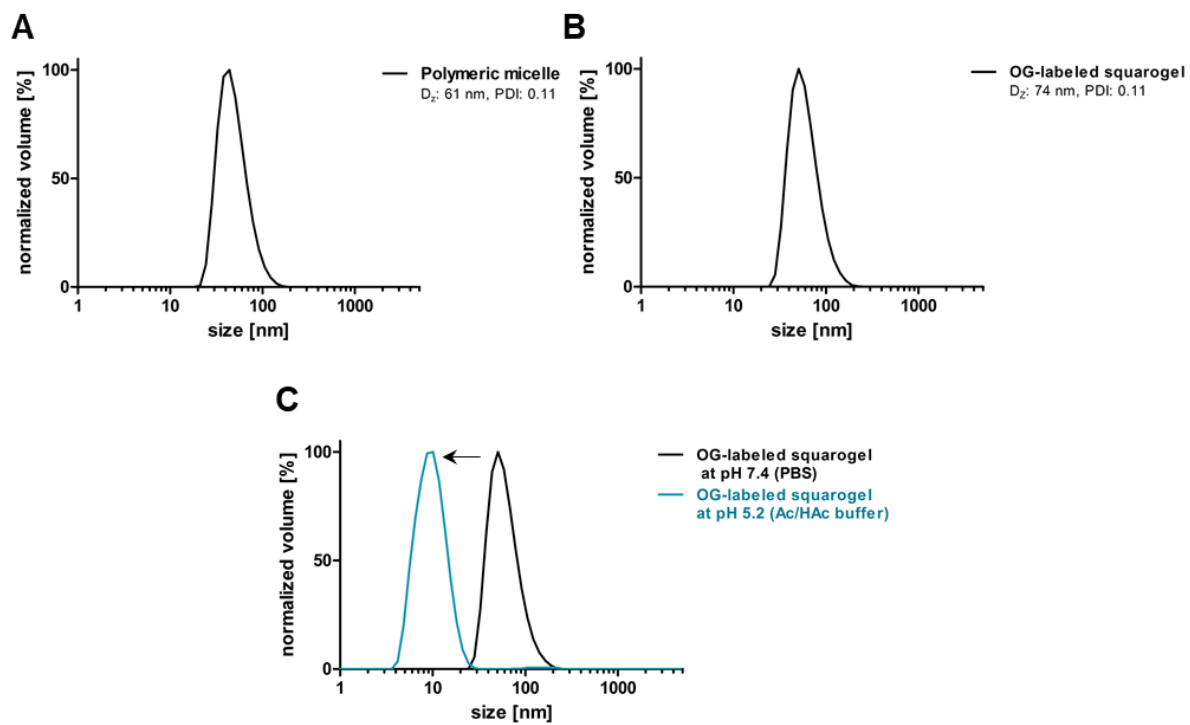 A
normalized volume [%]
100
50
0
1
10
100
1000
size [nm]
Polymeric micelle
D_Z: 61 nm, PDI: 0.11
B
normalized volume [%]
100
50
0
1
10
100
1000
size [nm]
OG-labeled squarogel
D_Z: 74 nm, PDI: 0.11
C
normalized volume [%]
100
50
0
1
10
100
1000
size [nm]
OG-labeled squarogel
at pH 7.4 (PBS)
OG-labeled squarogel
at pH 5.2 (Ac/HAc buffer)